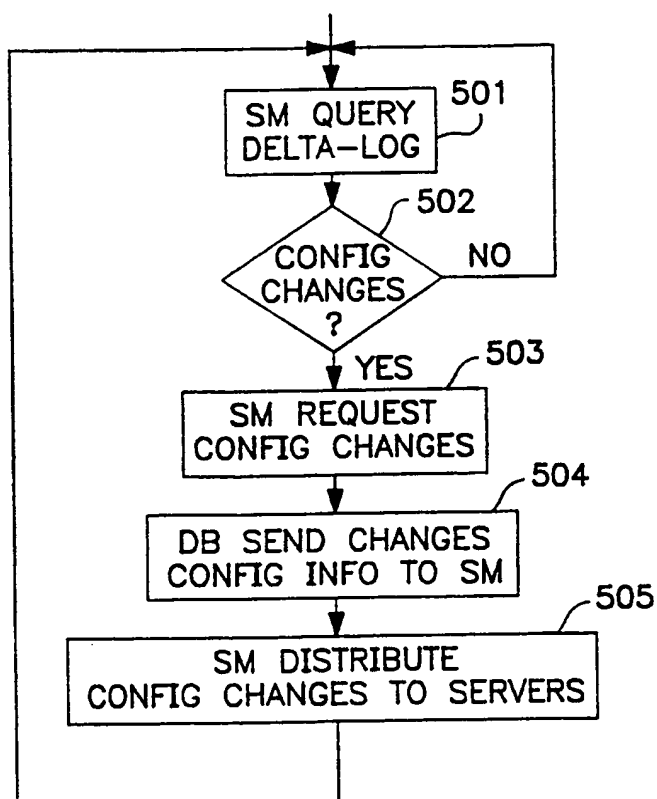 501
SM QUERY
DELTA-LOG
502
CONFIG
CHANGES
?
NO
YES
503
SM REQUEST
CONFIG CHANGES
504
DB SEND CHANGES
CONFIG INFO TO SM
505
SM DISTRIBUTE
CONFIG CHANGES TO SERVERS